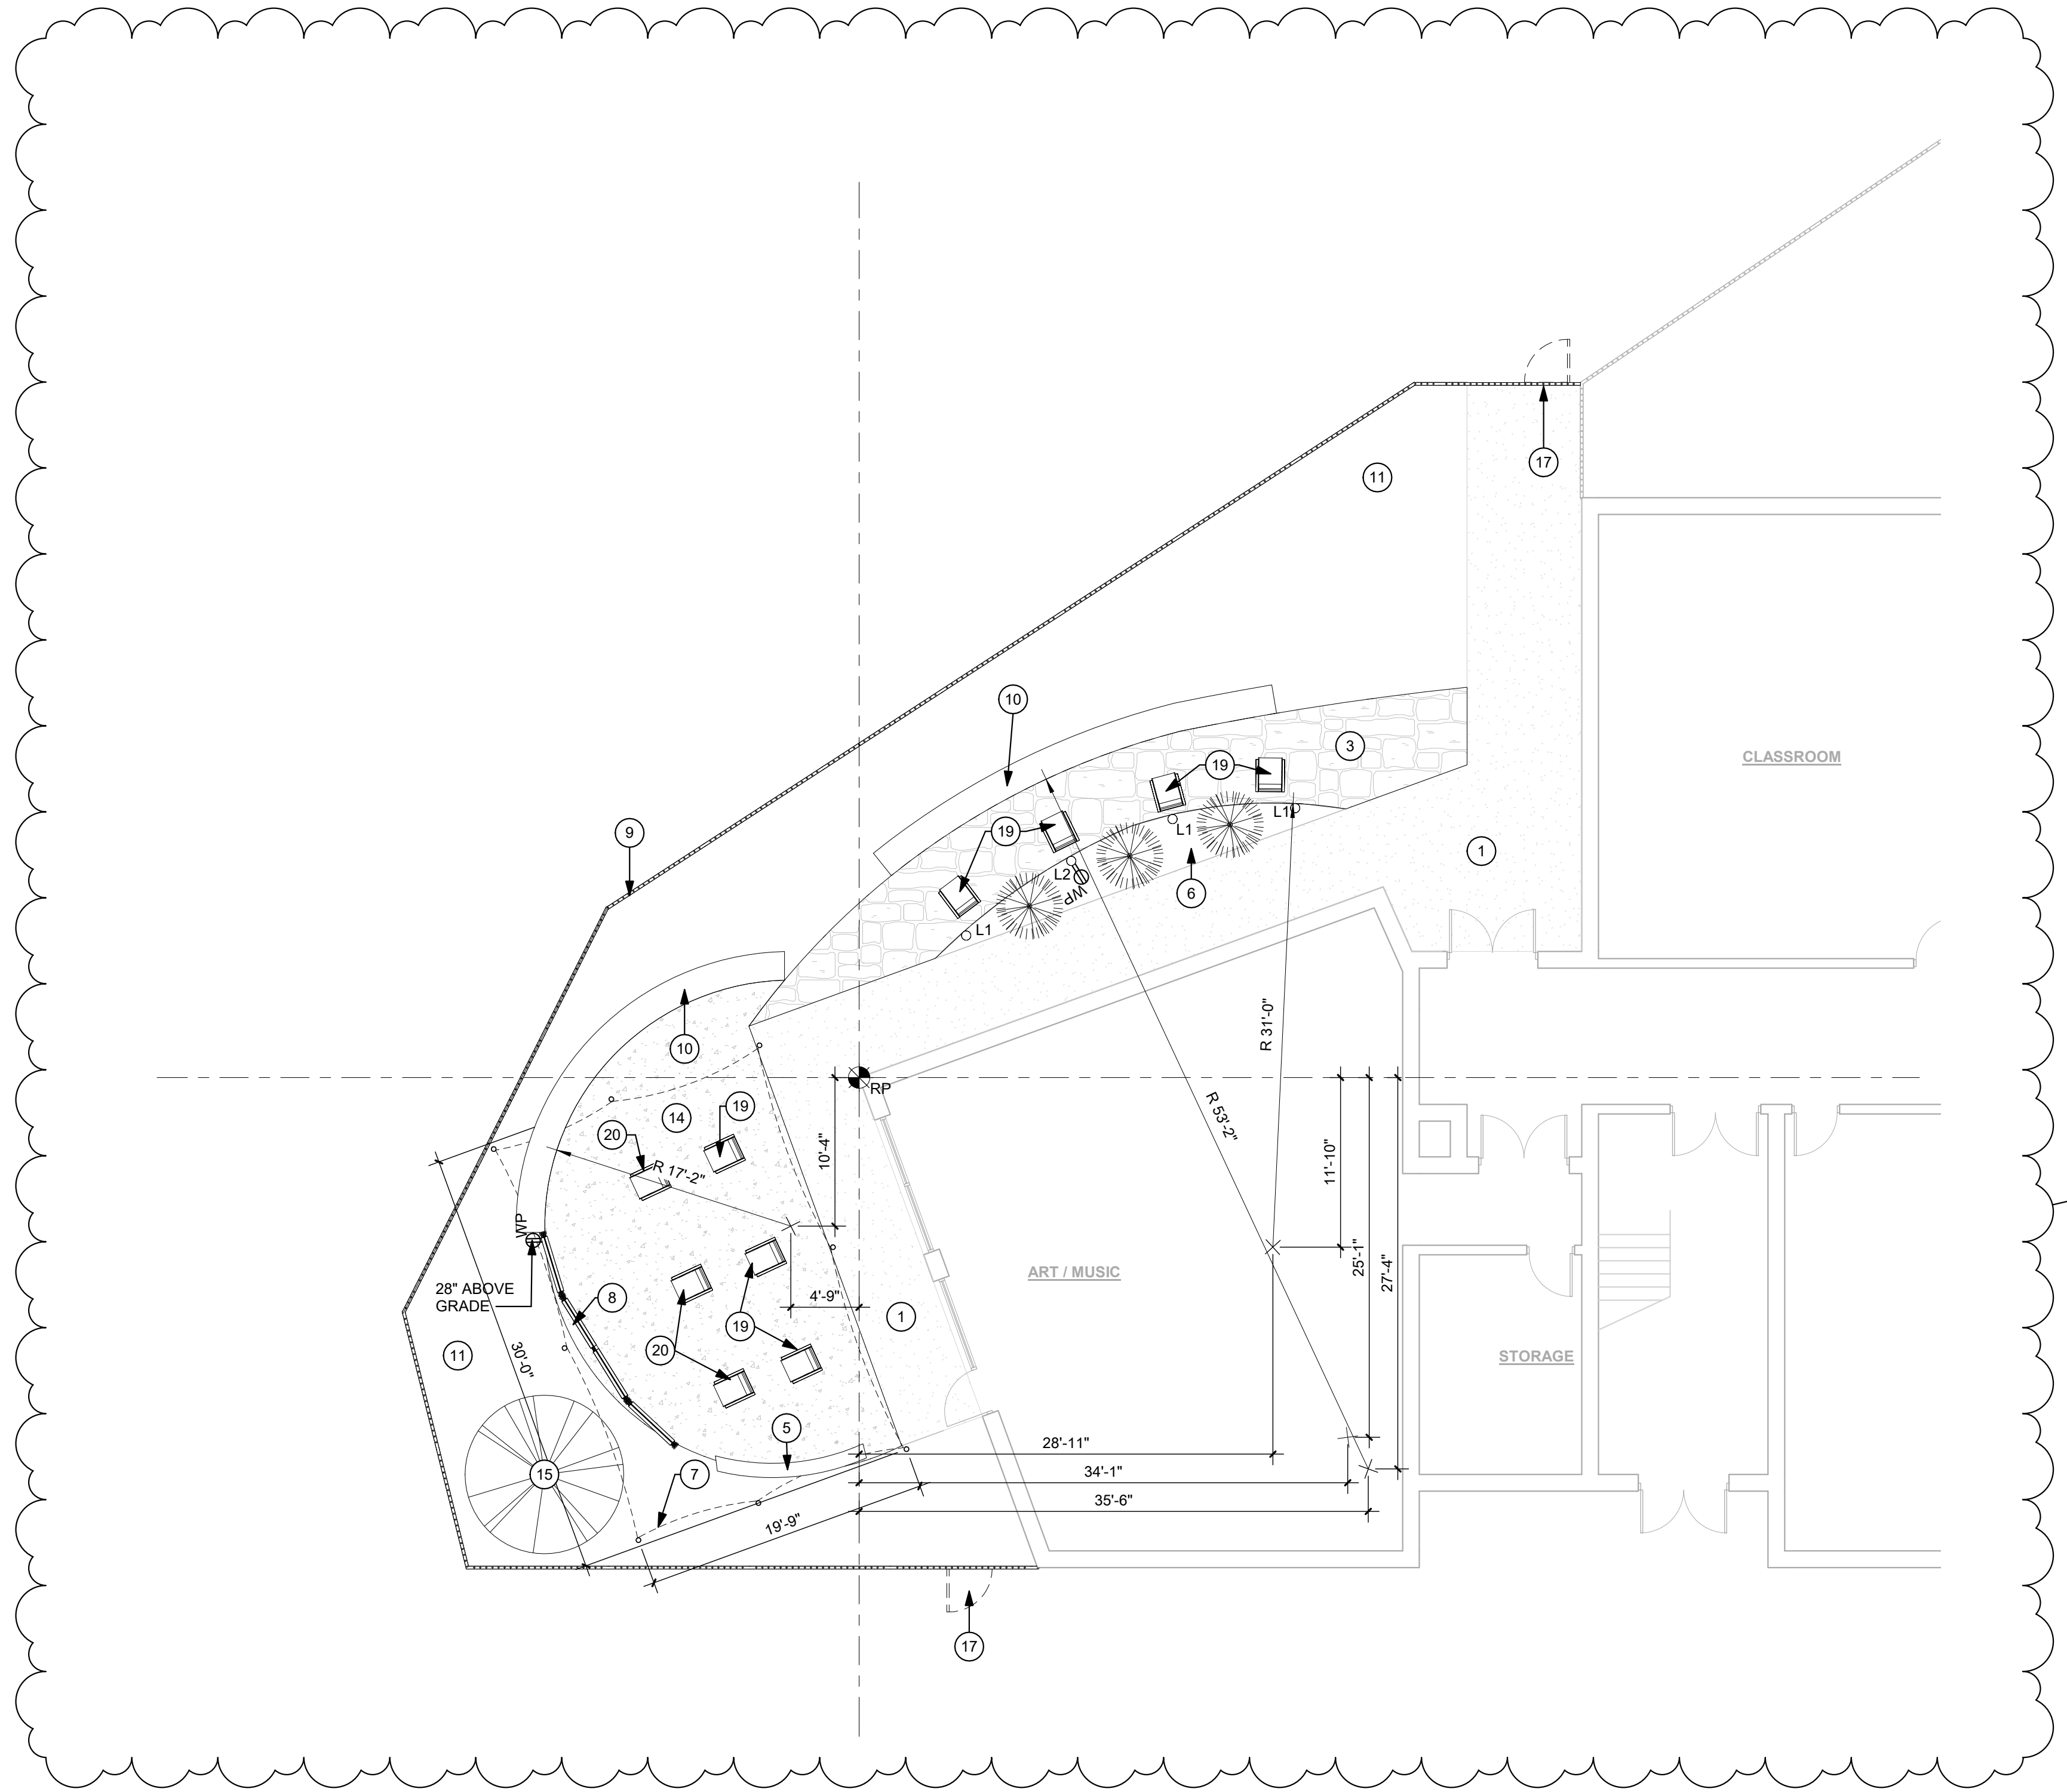 17
11
10
3
CLASSROOM
19
L1
9
19
L1
1
L2
WP
6
L1
R 31'-0"
10
RP
14
19
R 53'-2"
20
10'-4"
11'-10"
R 17'-2"
WP
25'-1"
27'-4"
28" ABOVE
GRADE
8
4'-9"
ART / MUSIC
1
19
30'-0"
11
20
STORAGE
5
28'-11"
15
7
34'-1"
35'-6"
19'-9"
17